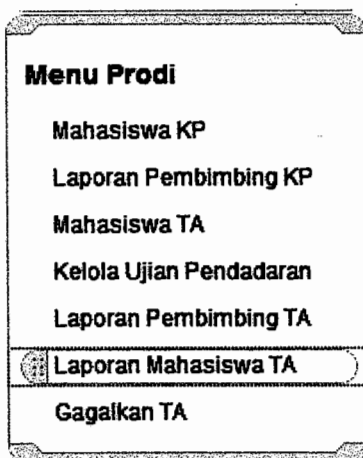 Menu Prodi
Mahasiswa KP
Laporan Pembimbing KP
Mahasiswa TA
Kelola Ujian Pendadaran
Laporan Pembimbing TA
Laporan Mahasiswa TA
Gagalkan TA